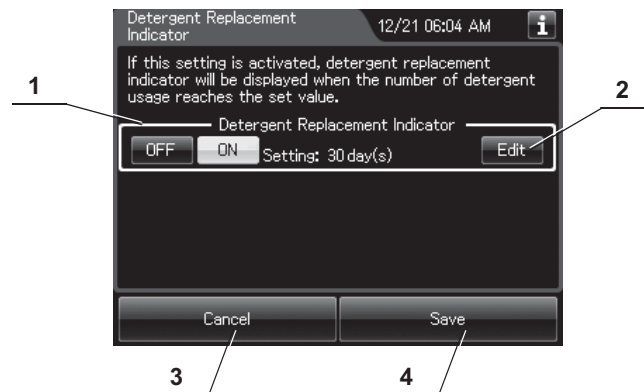 Detergent Replacement
Indicator
12/21 06:04 AM
i
If this setting is activated, detergent replacement
indicator will be displayed when the number of detergent
usage reaches the set value.
1
2
Detergent Replacement Indicator
OFF ON Setting: 30 day(s) Edit
Cancel Save
3 4